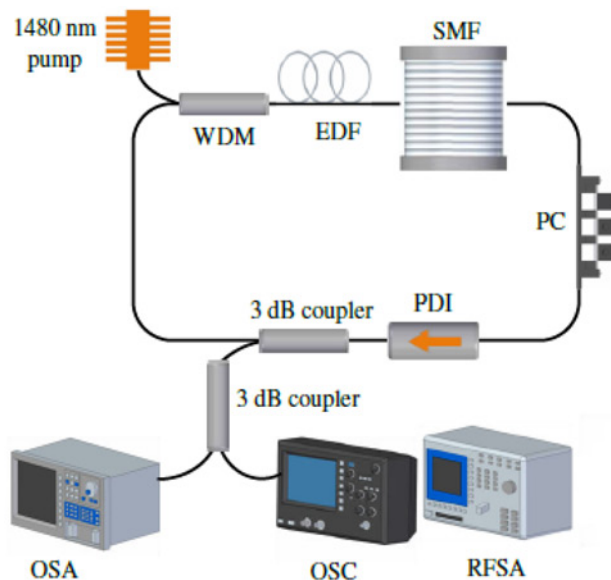 1480 nm
pump
SMF
WDM
EDF
PC
3 dB coupler
PDI
3 dB coupler
OSA
OSC
RFSA